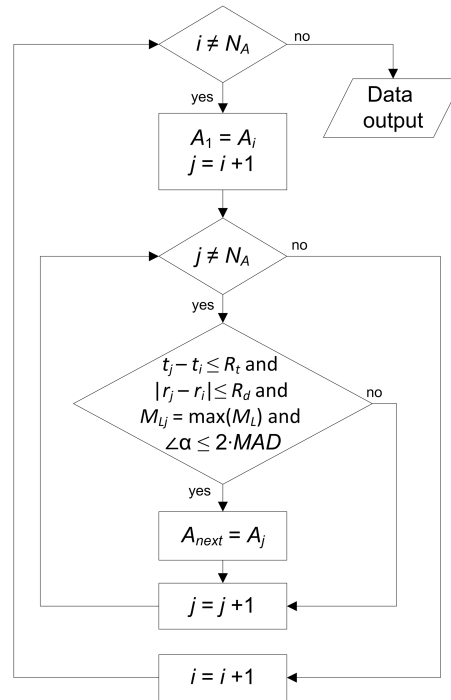 i ≠ N_A
no
Data
output
yes
A_1 = A_i
j = i +1
j ≠ N_A
no
yes
t_j – t_i ≤ R_t and
|r_j – r_i| ≤ R_d and
M_Lj = max(M_L) and
∠α ≤ 2·MAD
no
yes
A_next = A_j
j = j +1
i = i +1